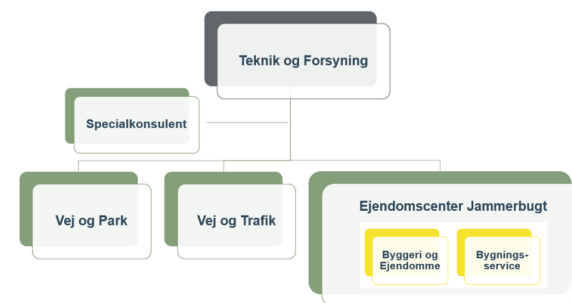 Teknik og Forsyning
Specialkonsulent
Vej og Park
Vej og Trafik
Ejendomscenter Jammerbugt
Byggeri og
Ejendomme
Bygnings-
service